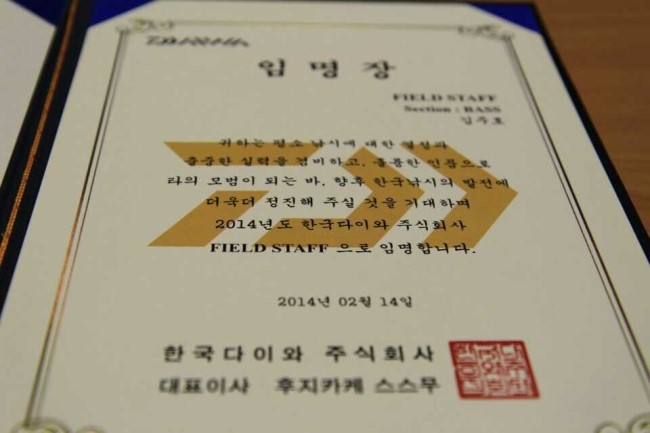 DAIWA
임명장
FIELD STAFF
Section : BASS
김주호
귀하는 평소 낚시에 대한 열성과
출중한 실력을 겸비하고, 훌륭한 인품으로
타의 모범이 되는 바, 향후 한국낚시의 발전에
더욱더 정진해 주실 것을 기대하며
2014년도 한국다이와 주식회사
FIELD STAFF 으로 임명합니다.
2014년 02월 14일
한국다이와 주식회사
대표이사 후지카케 스스무